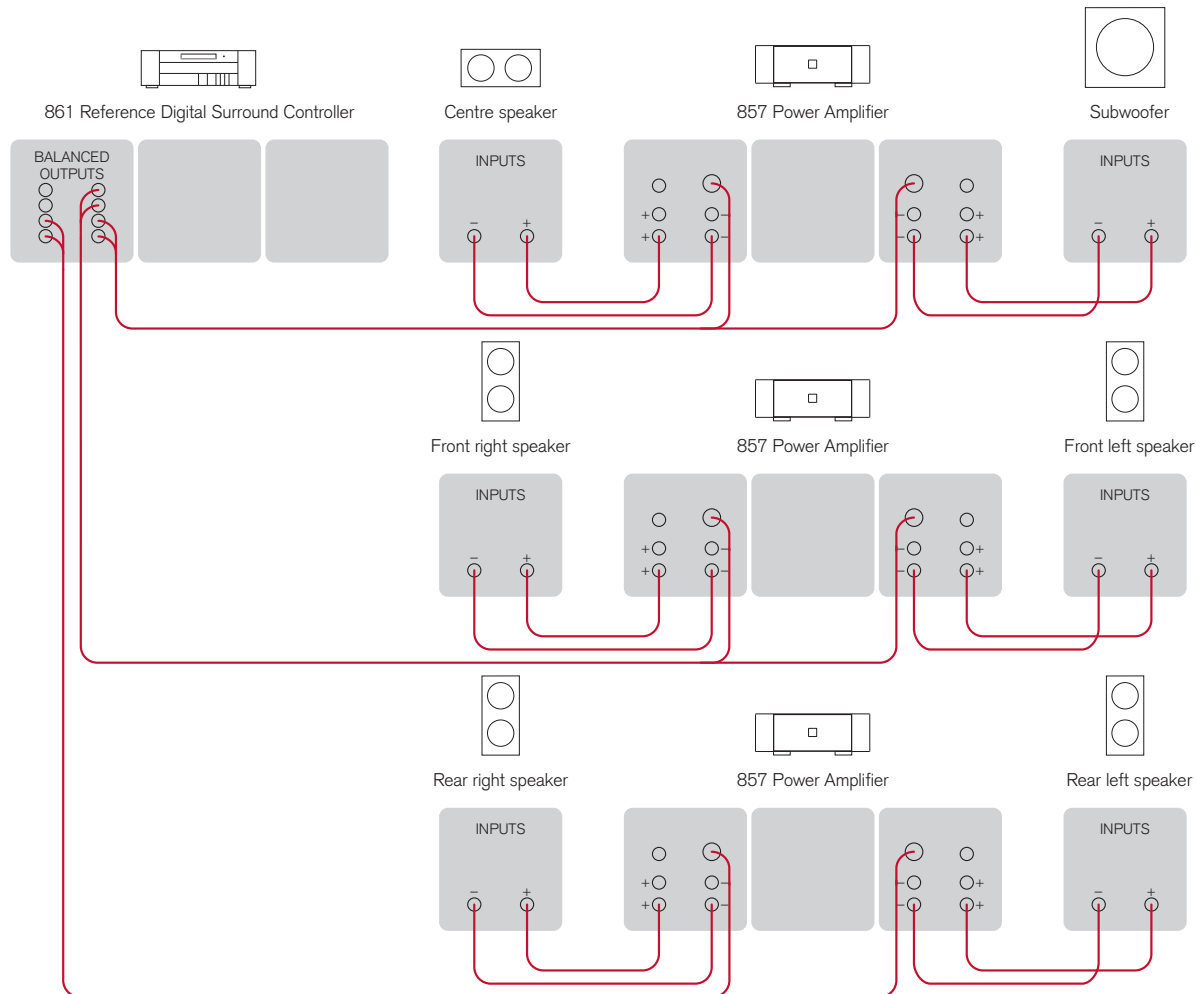 861 Reference Digital Surround Controller
Centre speaker
857 Power Amplifier
Subwoofer
BALANCED
OUTPUTS
INPUTS
INPUTS
− +
+ −
+ −
− +
− +
− +
Front right speaker
857 Power Amplifier
Front left speaker
INPUTS
INPUTS
− +
+ −
+ −
− +
− +
− +
Rear right speaker
857 Power Amplifier
Rear left speaker
INPUTS
INPUTS
− +
+ −
+ −
− +
− +
− +